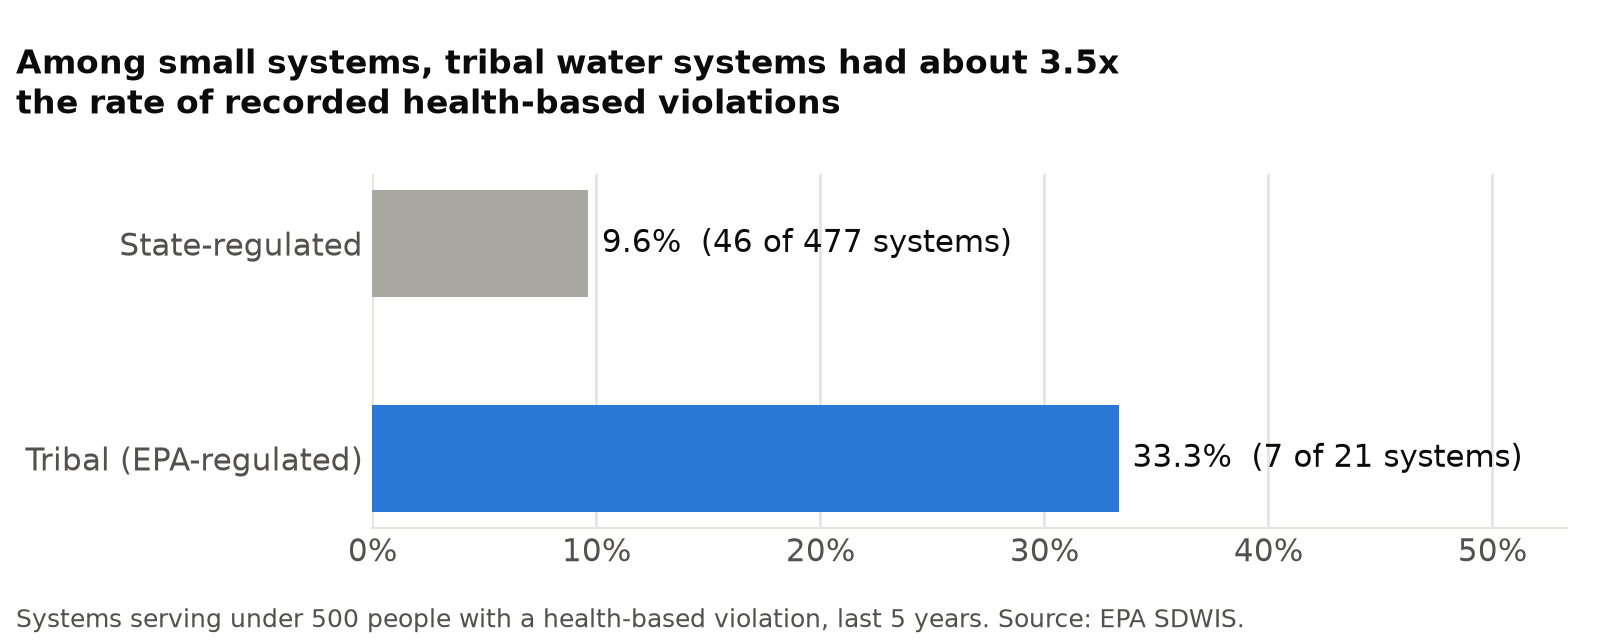 Among small systems, tribal water systems had about 3.5x
the rate of recorded health-based violations
State-regulated
9.6%  (46 of 477 systems)
Tribal (EPA-regulated)
33.3%  (7 of 21 systems)
0%
10%
20%
30%
40%
50%
Systems serving under 500 people with a health-based violation, last 5 years. Source: EPA SDWIS.